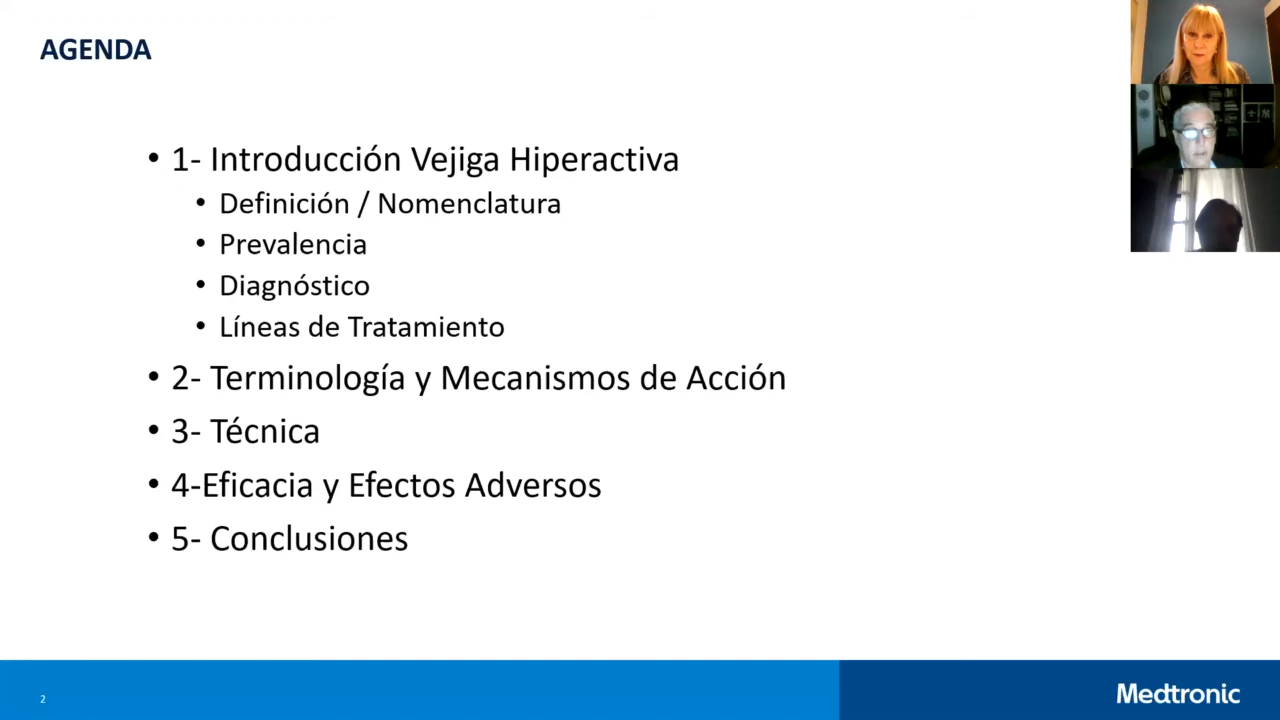 AGENDA
• 1- Introducción Vejiga Hiperactiva
• Definición / Nomenclatura
• Prevalencia
• Diagnóstico
• Líneas de Tratamiento
• 2- Terminología y Mecanismos de Acción
• 3- Técnica
• 4-Eficacia y Efectos Adversos
• 5- Conclusiones
2
Medtronic